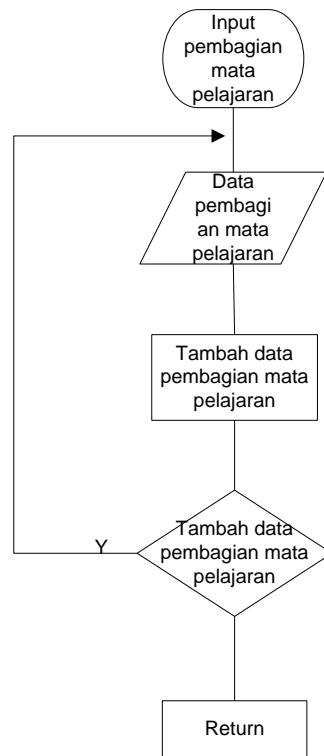 Input
pembagian
mata
pelajaran
Data
pembagi
an mata
pelajaran
Tambah data
pembagian mata
pelajaran
Tambah data
pembagian mata
pelajaran
Y
Return